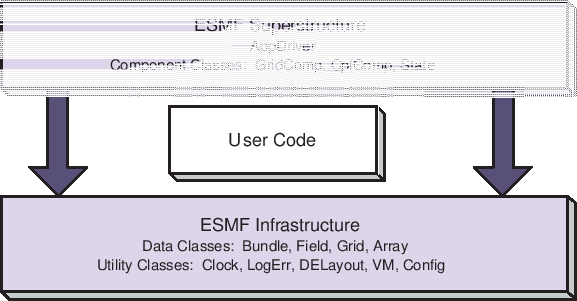 ESMF Superstructure
AppDriver
Component Classes: GridComp, CplComp, State
User Code
ESMF Infrastructure
Data Classes: Bundle, Field, Grid, Array
Utility Classes: Clock, LogErr, DELayout, VM, Config